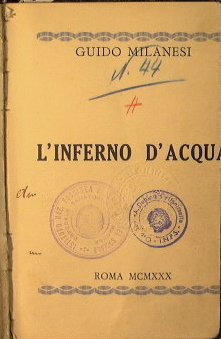 GUIDO MILANESI
N. 44
A
L'INFERNO D'ACQUA
ROMA MCMXXX